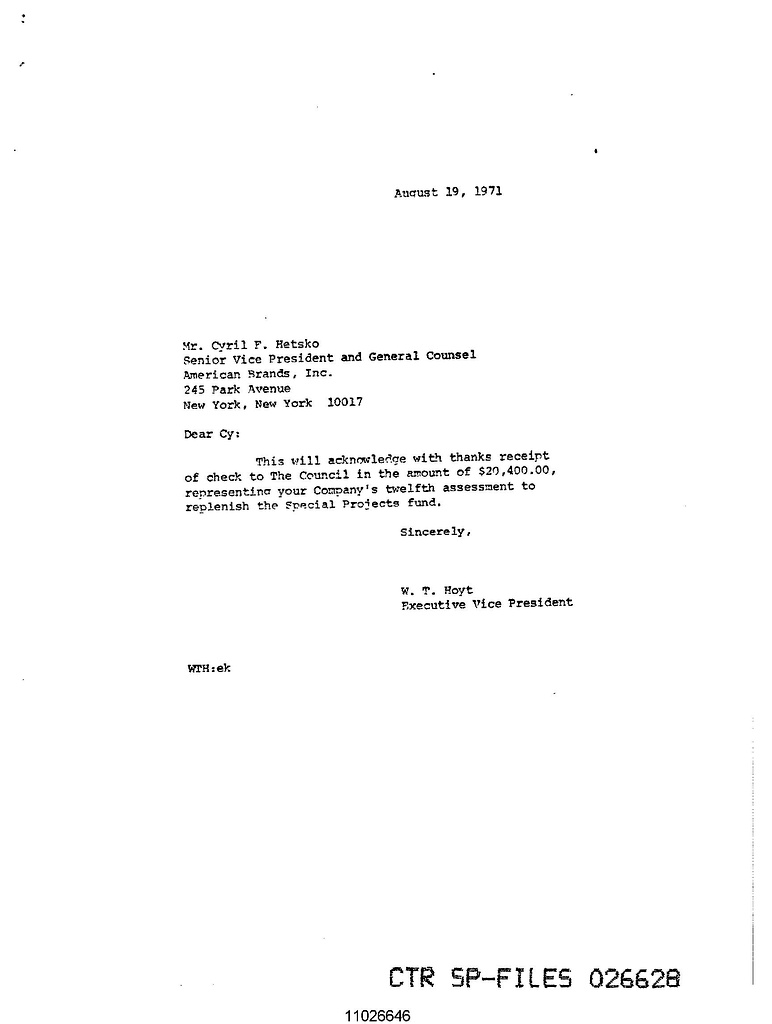 August 19, 1971
Mr. Cyril F. Hetsko
Senior Vice President and General Counsel
American Brands, Inc.
245 Park Avenue
New York, New York 10017
Dear Cy:
This will acknowledge with thanks receipt
of check to The Council in the amount of $20,400.00,
representing your Company's twelfth assessment to
replenish the Special Projects fund.
Sincerely,
W. T. Hoyt
Executive Vice President
WTH:ek
CTR SP-FILES 026628
11026646